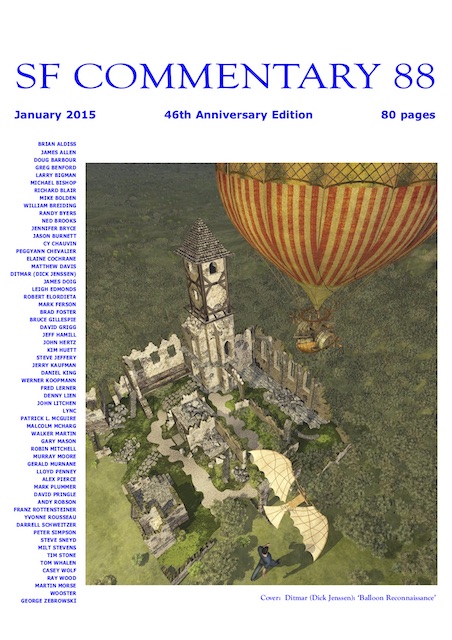 SF COMMENTARY 88
January 2015 46th Anniversary Edition 80 pages
BRIAN ALDISS
JAMES ALLEN
DOUG BARBOUR
GREG BENFORD
LARRY BIGMAN
MICHAEL BISHOP
RICHARD BLAIR
MIKE BOLDEN
WILLIAM BREIDING
RANDY BYERS
NED BROOKS
JENNIFER BRYCE
JASON BURNETT
CY CHAUVIN
PEGGYANN CHEVALIER
ELAINE COCHRANE
MATTHEW DAVIS
DITMAR (DICK JENSSEN)
JAMES DOIG
LEIGH EDMONDS
ROBERT ELORDIETA
MARK FERSON
BRAD FOSTER
BRUCE GILLESPIE
DAVID GRIGG
JEFF HAMILL
JOHN HERTZ
KIM HUETT
STEVE JEFFERY
JERRY KAUFMAN
DANIEL KING
WERNER KOOPMANN
FRED LERNER
DENNY LIEN
JOHN LITCHEN
LYNC
PATRICK L. MCGUIRE
MALCOLM MCHARG
WALKER MARTIN
GARY MASON
ROBIN MITCHELL
MURRAY MOORE
GERALD MURNANE
LLOYD PENNEY
ALEX PIERCE
MARK PLUMMER
DAVID PRINGLE
ANDY ROBSON
FRANZ ROTTENSTEINER
YVONNE ROUSSEAU
DARRELL SCHWEITZER
PETER SIMPSON
STEVE SNEYD
MILT STEVENS
TIM STONE
TOM WHALEN
CASEY WOLF
RAY WOOD
MARTIN MORSE
WOOSTER
GEORGE ZEBROWSKI
Cover: Ditmar (Dick Jenssen): "Balloon Reconnaissance"